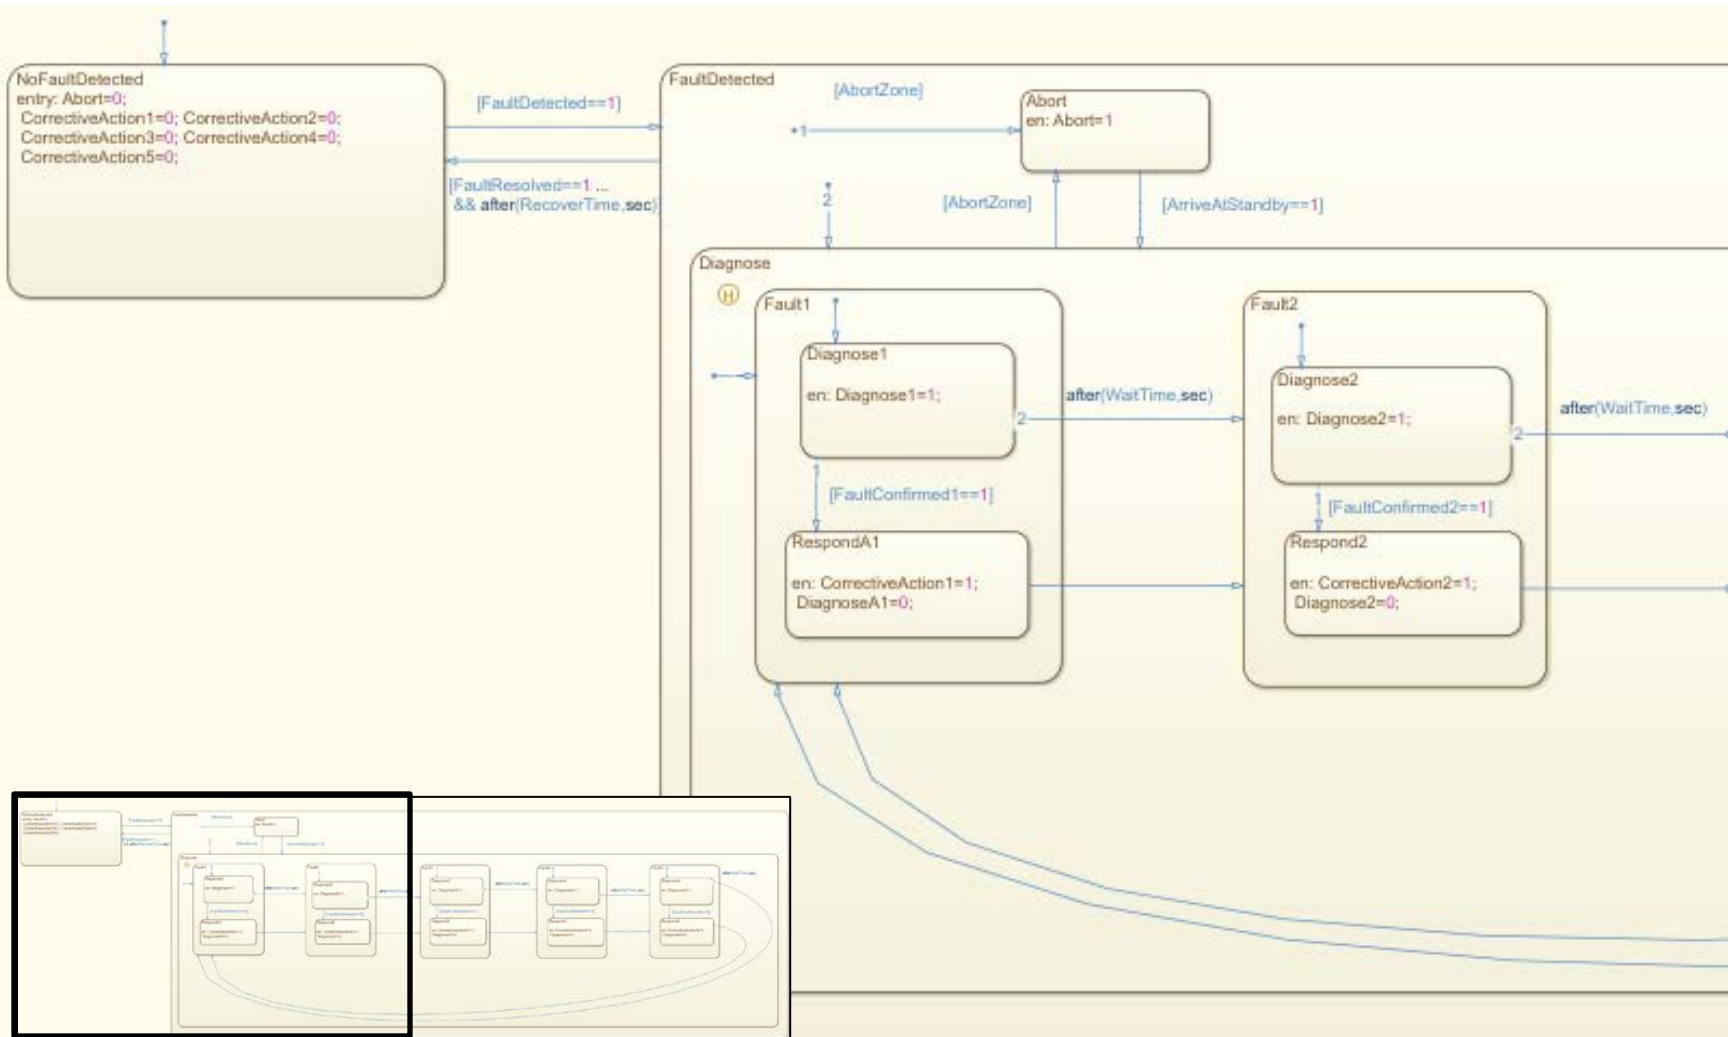 NoFaultDetected
entry: Abort=0;
CorrectiveAction1=0; CorrectiveAction2=0;
CorrectiveAction3=0; CorrectiveAction4=0;
CorrectiveAction5=0;
[FaultDetected==1]
[FaultResolved==1 ...
&& after(RecoverTime,sec)
FaultDetected
[AbortZone]
1
Abort
en: Abort=1
2
[AbortZone]
[ArriveAtStandby==1]
Diagnose
H
Fault1
Diagnose1
en: Diagnose1=1;
2
after(WaitTime,sec)
1
[FaultConfirmed1==1]
RespondA1
en: CorrectiveAction1=1;
DiagnoseA1=0;
Fault2
Diagnose2
en: Diagnose2=1;
2
after(WaitTime,sec)
1
[FaultConfirmed2==1]
Respond2
en: CorrectiveAction2=1;
Diagnose2=0;